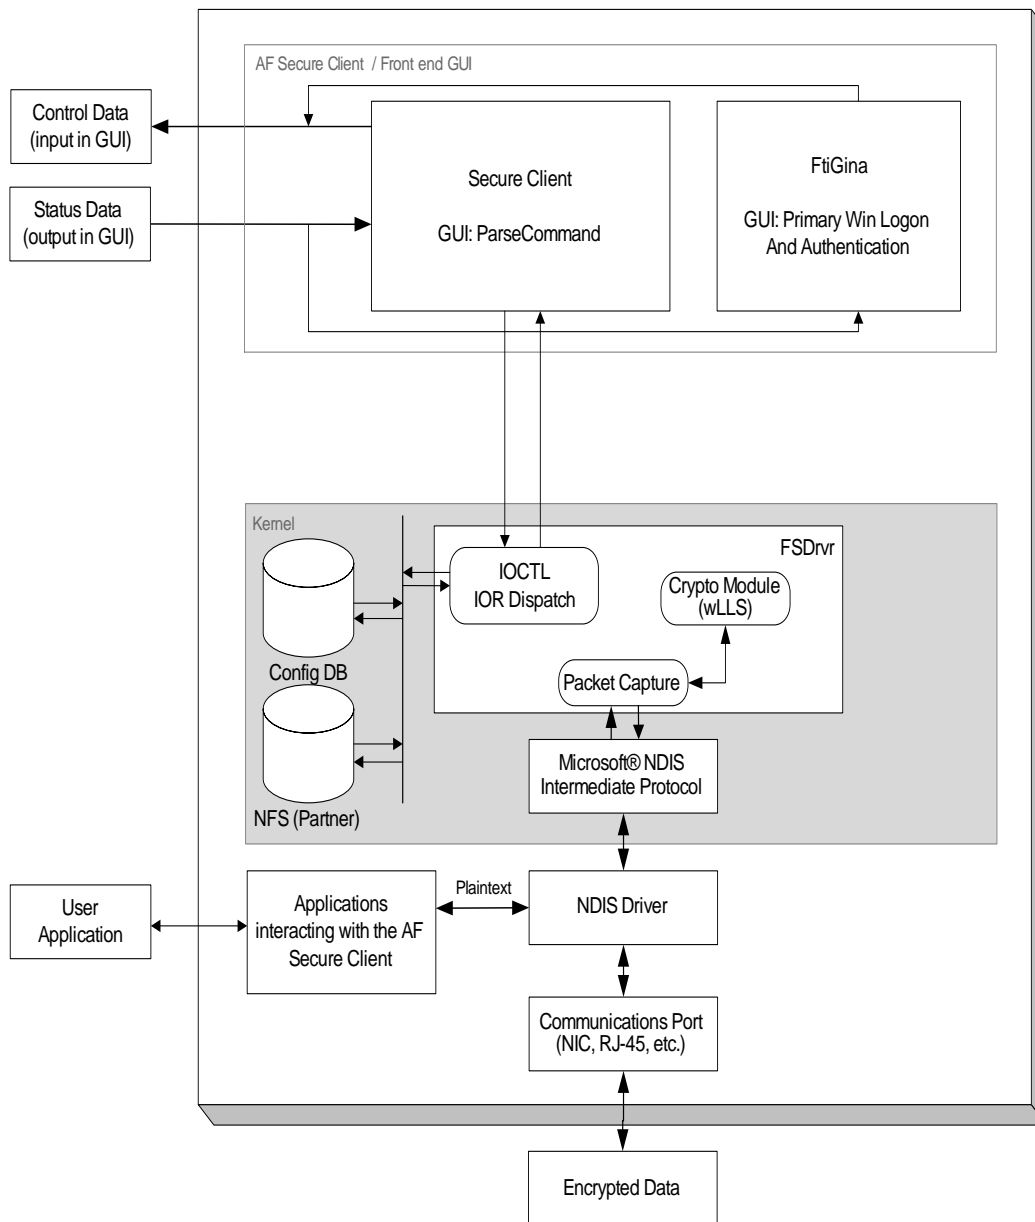 AF Secure Client / Front end GUI
Control Data
(input in GUI)
Status Data
(output in GUI)
Secure Client
GUI: ParseCommand
FtiGina
GUI: Primary Win Logon
And Authentication
Kernel
FSDrvr
IOCTL
IOR Dispatch
Crypto Module
(wLLS)
Config DB
Packet Capture
NFS (Partner)
Microsoft® NDIS
Intermediate Protocol
User
Application
Applications
interacting with the AF
Secure Client
Plaintext
NDIS Driver
Communications Port
(NIC, RJ-45, etc.)
Encrypted Data